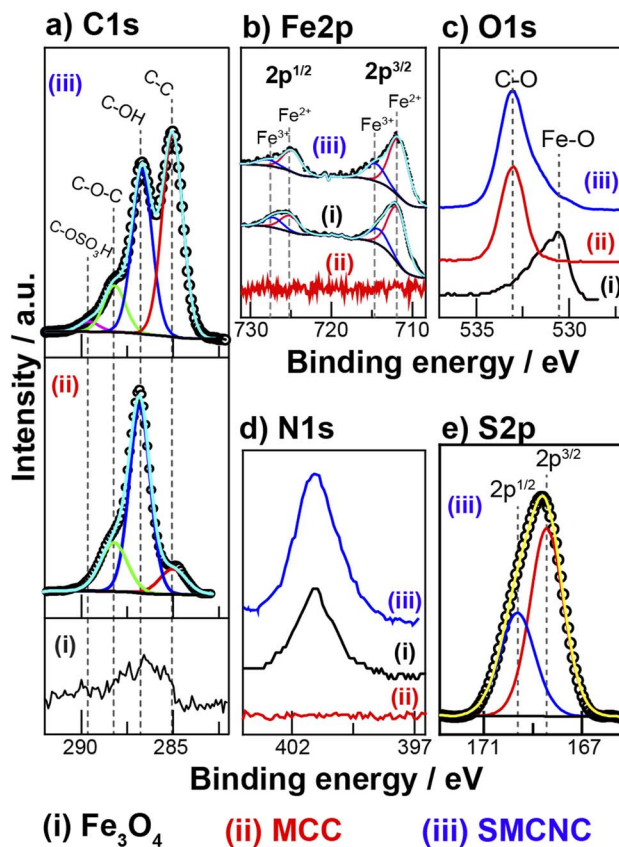 a) C1s
b) Fe2p
c) O1s
(iii)
C-C
C-OH
C-O-C
C-OSO3H
2p1/2
2p3/2
Fe3+
Fe2+
Fe3+
Fe2+
(iii)
(i)
(ii)
C-O
Fe-O
(iii)
(ii)
(i)
730
720
710
535
530
Binding energy / eV
Intensity / a.u.
(ii)
d) N1s
e) S2p
(iii)
(i)
(ii)
(iii)
2p1/2
2p3/2
(i)
290
285
402
397
171
167
Binding energy / eV
(i) Fe3O4
(ii) MCC
(iii) SMCNC